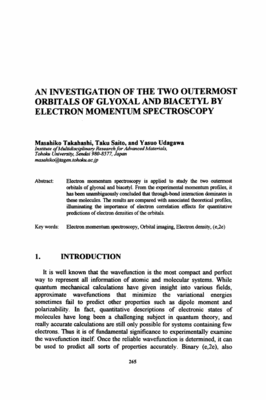 AN INVESTIGATION OF THE TWO OUTERMOST
ORBITALS OF GLYOXAL AND BIACETYL BY
ELECTRON MOMENTUM SPECTROSCOPY
Masahiko Takahashi, Taku Saito, and Yasuo Udagawa
Institute of Multidisciplinary Research for Advanced Materials,
Tohoku University, Sendai 980-8577, Japan
masahiko@tagen.tohoku.ac.jp
Abstract: Electron momentum spectroscopy is applied to study the two outermost
orbitals of glyoxal and biacetyl. From the experimental momentum profiles, it
has been unambiguously concluded that through-bond interaction dominates in
these molecules. The results are compared with associated theoretical profiles,
illuminating the importance of electron correlation effects for quantitative
predictions of electron densities of the orbitals.
Key words: Electron momentum spectroscopy, Orbital imaging, Electron density, (e,2e)
1. INTRODUCTION
It is well known that the wavefunction is the most compact and perfect
way to represent all information of atomic and molecular systems. While
quantum mechanical calculations have given insight into various fields,
approximate wavefunctions that minimize the variational energies
sometimes fail to predict other properties such as dipole moment and
polarizability. In fact, quantitative descriptions of electronic states of
molecules have long been a challenging subject in quantum theory, and
really accurate calculations are still only possible for systems containing few
electrons. Thus it is of fundamental significance to experimentally examine
the wavefunction itself. Once the reliable wavefunction is determined, it can
be used to predict all sorts of properties accurately. Binary (e,2e), also
265